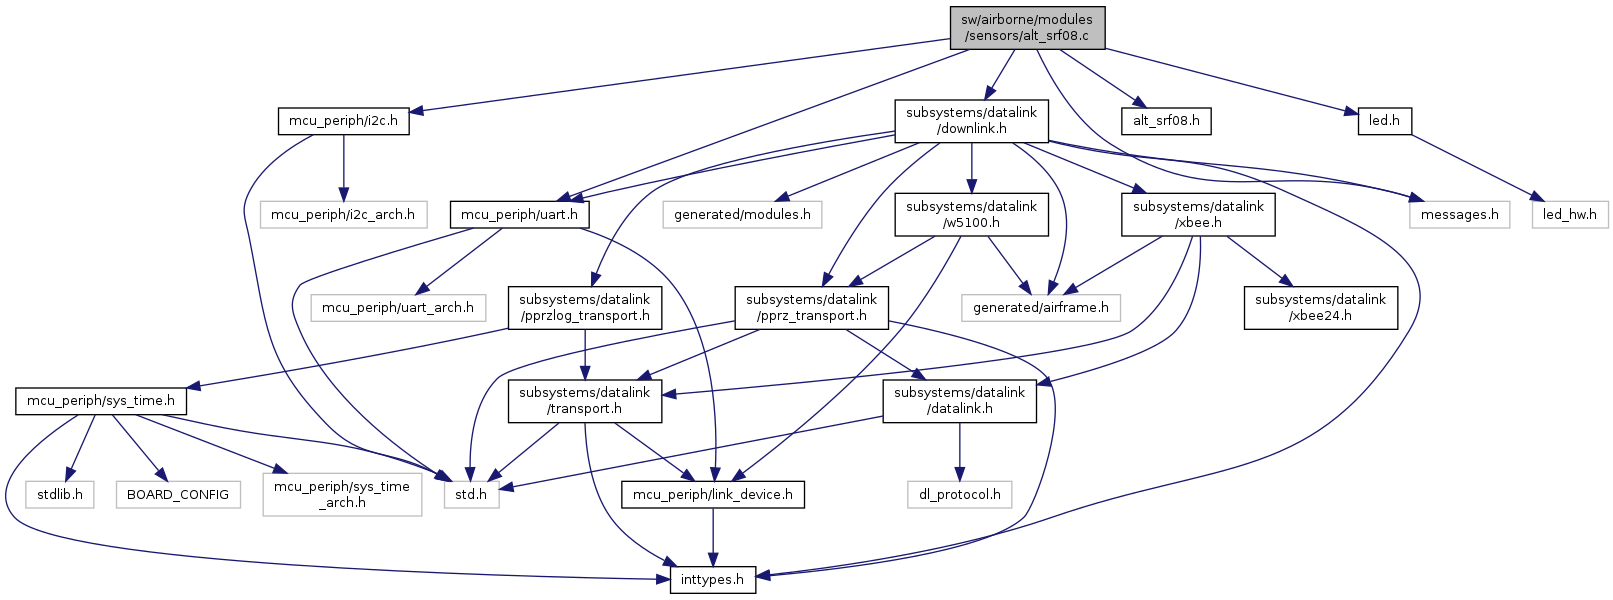 sw/airborne/modules
/sensors/alt_srf08.c
mcu_periph/i2c.h
subsystems/datalink
/downlink.h
alt_srf08.h
led.h
mcu_periph/i2c_arch.h
mcu_periph/uart.h
generated/modules.h
subsystems/datalink
/w5100.h
subsystems/datalink
/xbee.h
messages.h
led_hw.h
mcu_periph/uart_arch.h
subsystems/datalink
/pprzlog_transport.h
subsystems/datalink
/pprz_transport.h
generated/airframe.h
subsystems/datalink
/xbee24.h
mcu_periph/sys_time.h
subsystems/datalink
/transport.h
subsystems/datalink
/datalink.h
stdlib.h
BOARD_CONFIG
mcu_periph/sys_time
_arch.h
std.h
mcu_periph/link_device.h
dl_protocol.h
inttypes.h